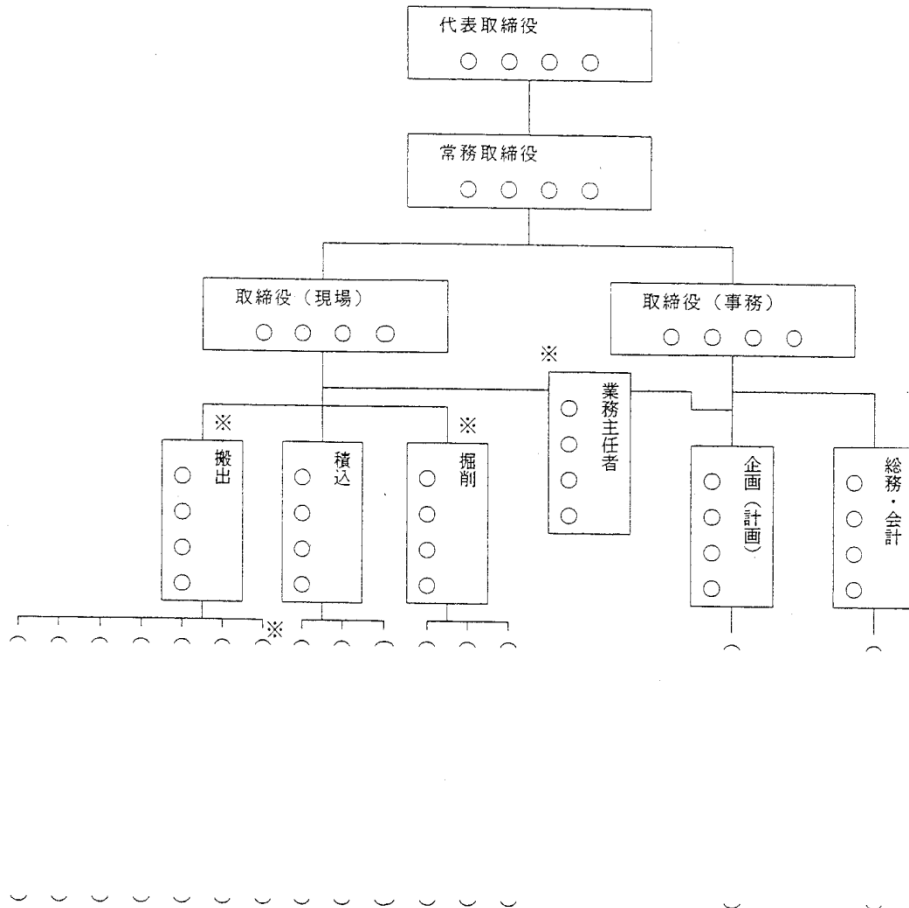 代表取締役
○ ○ ○ ○
常務取締役
○ ○ ○ ○
取締役（現場）
○ ○ ○ ○
取締役（事務）
○ ○ ○ ○
※
業務主任者
○ ○ ○ ○
※
搬出
○ ○ ○ ○
積込
○ ○ ○ ○
※
掘削
○ ○ ○ ○
企画（計画）
○ ○ ○ ○
総務・会計
○ ○ ○ ○
※